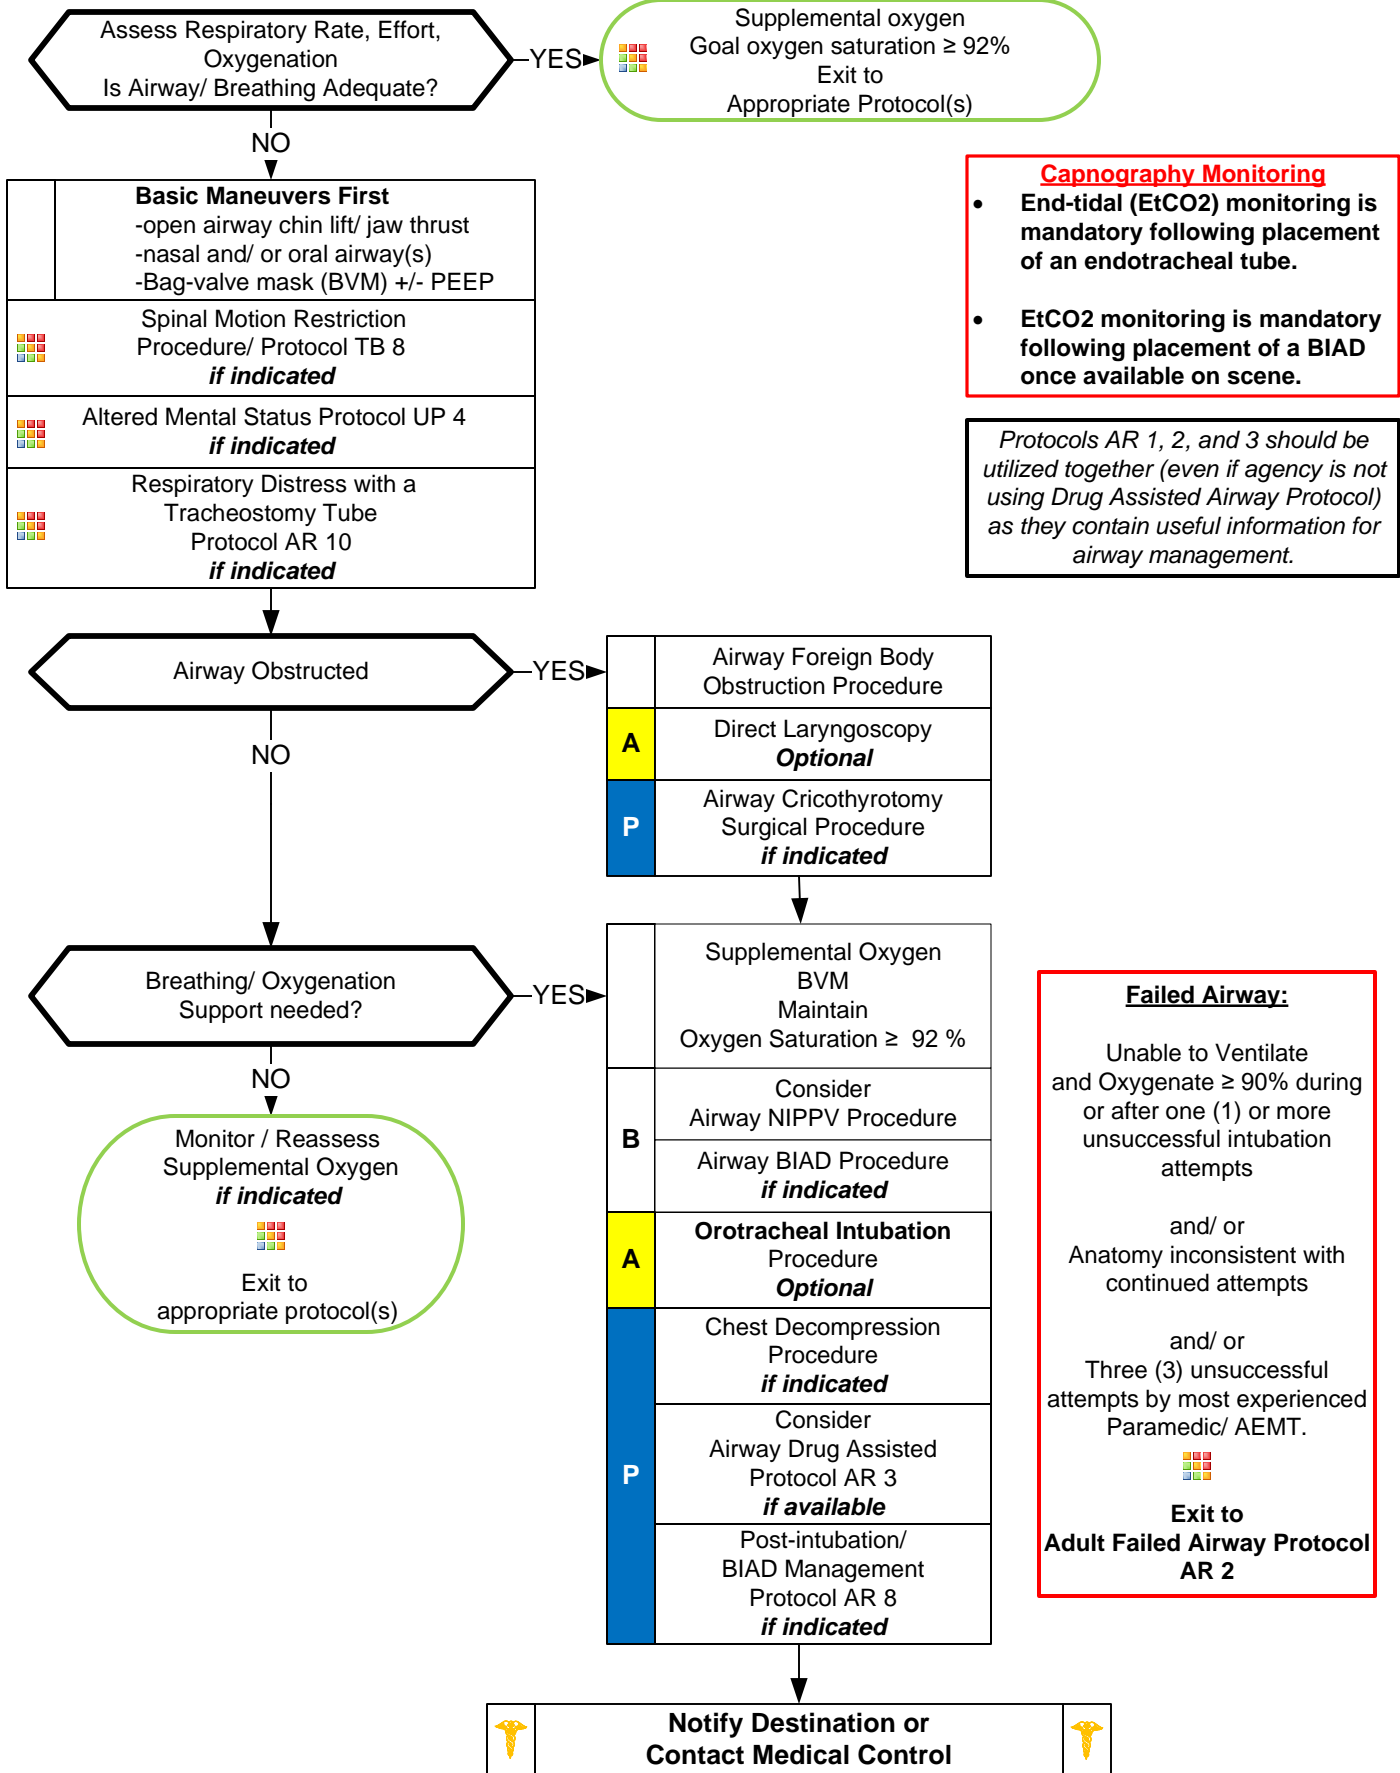 Assess Respiratory Rate, Effort,
Oxygenation
Is Airway/ Breathing Adequate?
YES
Supplemental oxygen
Goal oxygen saturation ≥ 92%
Exit to
Appropriate Protocol(s)
NO
Basic Maneuvers First
-open airway chin lift/ jaw thrust
-nasal and/ or oral airway(s)
-Bag-valve mask (BVM) +/- PEEP
Spinal Motion Restriction
Procedure/ Protocol TB 8
if indicated
Altered Mental Status Protocol UP 4
if indicated
Respiratory Distress with a
Tracheostomy Tube
Protocol AR 10
if indicated
Capnography Monitoring
• End-tidal (EtCO2) monitoring is
mandatory following placement
of an endotracheal tube.
• EtCO2 monitoring is mandatory
following placement of a BIAD
once available on scene.
Protocols AR 1, 2, and 3 should be
utilized together (even if agency is not
using Drug Assisted Airway Protocol)
as they contain useful information for
airway management.
Airway Obstructed
YES
Airway Foreign Body
Obstruction Procedure
A
Direct Laryngoscopy
Optional
P
Airway Cricothyrotomy
Surgical Procedure
if indicated
NO
Breathing/ Oxygenation
Support needed?
YES
Supplemental Oxygen
BVM
Maintain
Oxygen Saturation ≥ 92 %
B
Consider
Airway NIPPV Procedure
Airway BIAD Procedure
if indicated
A
Orotracheal Intubation
Procedure
Optional
P
Chest Decompression
Procedure
if indicated
Consider
Airway Drug Assisted
Protocol AR 3
if available
Post-intubation/
BIAD Management
Protocol AR 8
if indicated
NO
Monitor / Reassess
Supplemental Oxygen
if indicated
Exit to
appropriate protocol(s)
Failed Airway:
Unable to Ventilate
and Oxygenate ≥ 90% during
or after one (1) or more
unsuccessful intubation
attempts
and/ or
Anatomy inconsistent with
continued attempts
and/ or
Three (3) unsuccessful
attempts by most experienced
Paramedic/ AEMT.
Exit to
Adult Failed Airway Protocol
AR 2
Notify Destination or
Contact Medical Control